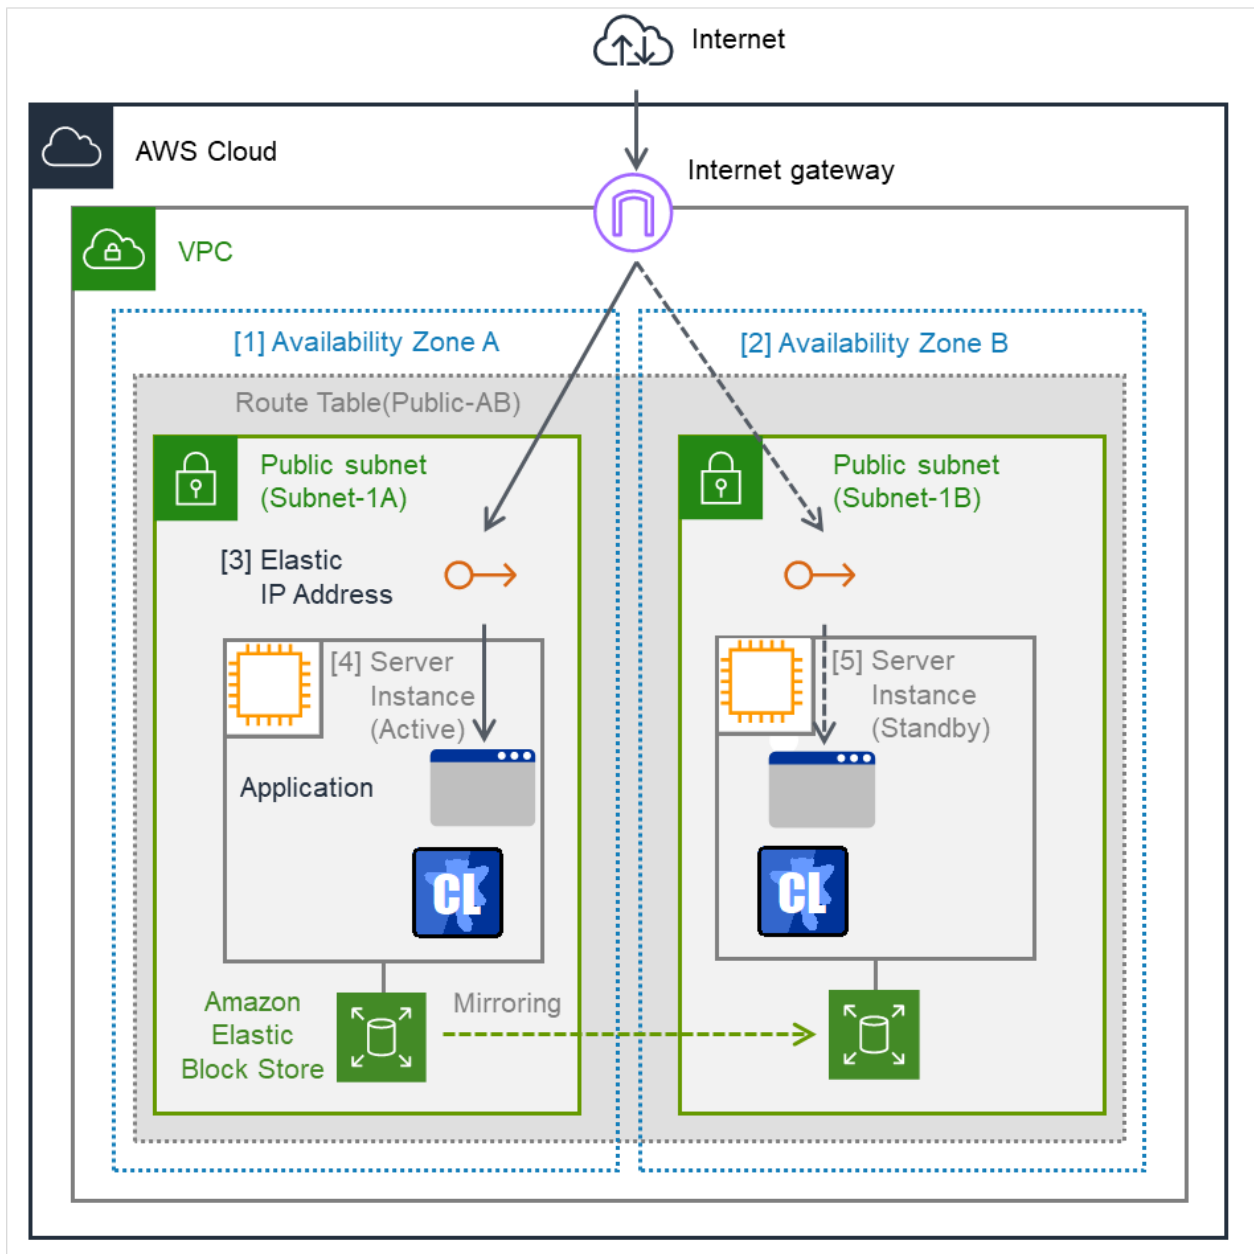 Internet
AWS Cloud
Internet gateway
VPC
[1] Availability Zone A
[2] Availability Zone B
Route Table(Public-AB)
Public subnet
(Subnet-1A)
Public subnet
(Subnet-1B)
[3] Elastic
IP Address
[4] Server
Instance
(Active)
[5] Server
Instance
(Standby)
Application
CL
CL
Amazon
Elastic
Block Store
Mirroring